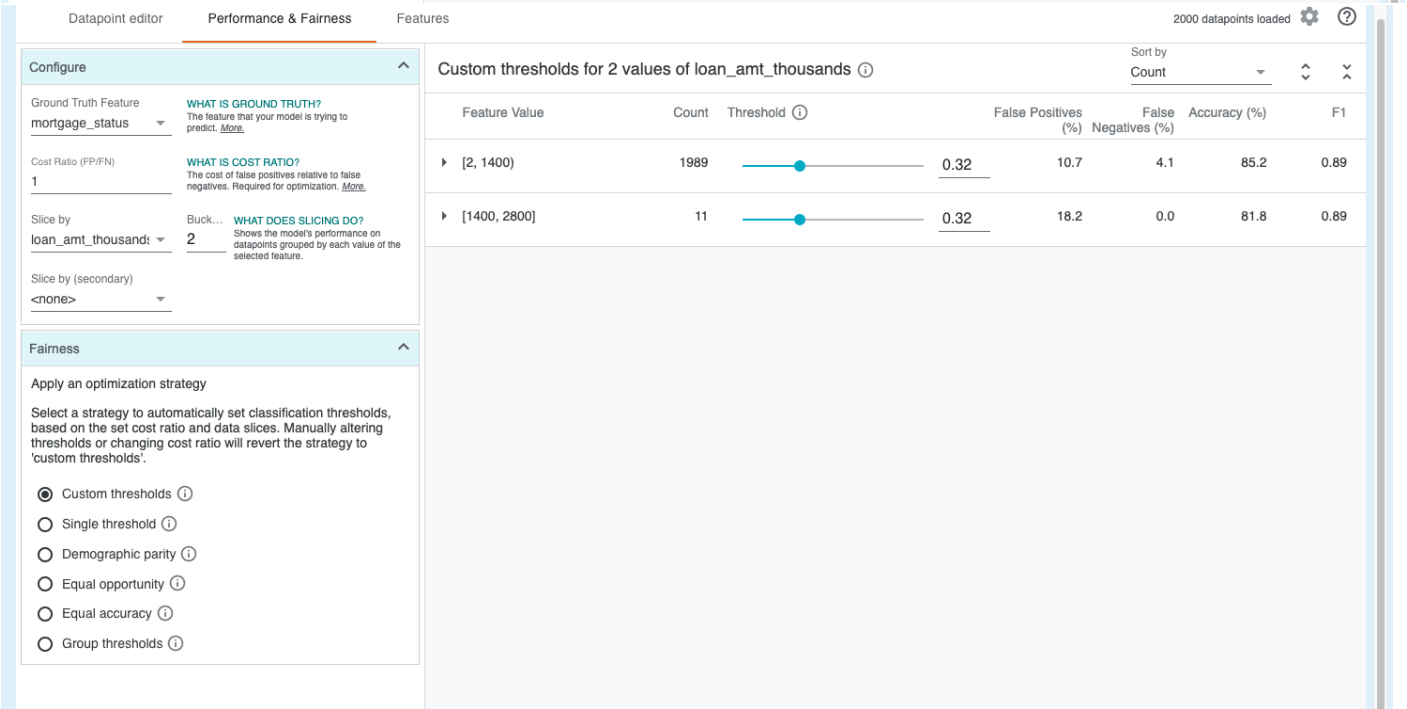 Datapoint editor Performance & Fairness Features 2000 datapoints loaded
Configure
Ground Truth Feature
mortgage_status
WHAT IS GROUND TRUTH?
The feature that your model is trying to
predict. More.
Cost Ratio (FP/FN)
1
WHAT IS COST RATIO?
The cost of false positives relative to false
negatives. Required for optimization. More.
Slice by
loan_amt_thousands
Buck...
2
WHAT DOES SLICING DO?
Shows the model's performance on
datapoints grouped by each value of the
selected feature.
Slice by (secondary)
<none>
Fairness
Apply an optimization strategy
Select a strategy to automatically set classification thresholds,
based on the set cost ratio and data slices. Manually altering
thresholds or changing cost ratio will revert the strategy to
'custom thresholds'.
Custom thresholds
Single threshold
Demographic parity
Equal opportunity
Equal accuracy
Group thresholds
Custom thresholds for 2 values of loan_amt_thousands
Sort by
Count
Feature Value Count Threshold False Positives (%) False Negatives (%) Accuracy (%) F1
[2, 1400) 1989 0.32 10.7 4.1 85.2 0.89
[1400, 2800] 11 0.32 18.2 0.0 81.8 0.89